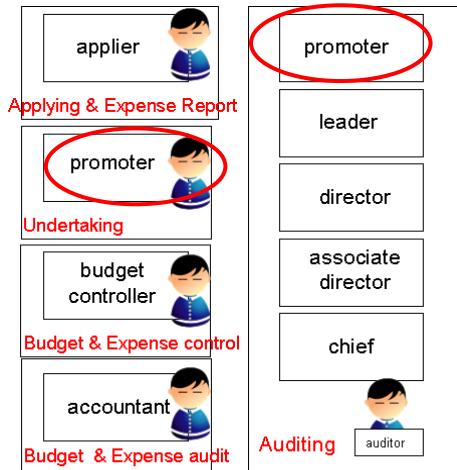 applier
Applying & Expense Report
promoter
Undertaking
budget
controller
Budget & Expense control
accountant
Budget & Expense audit
promoter
leader
director
associate
director
chief
Auditing
auditor